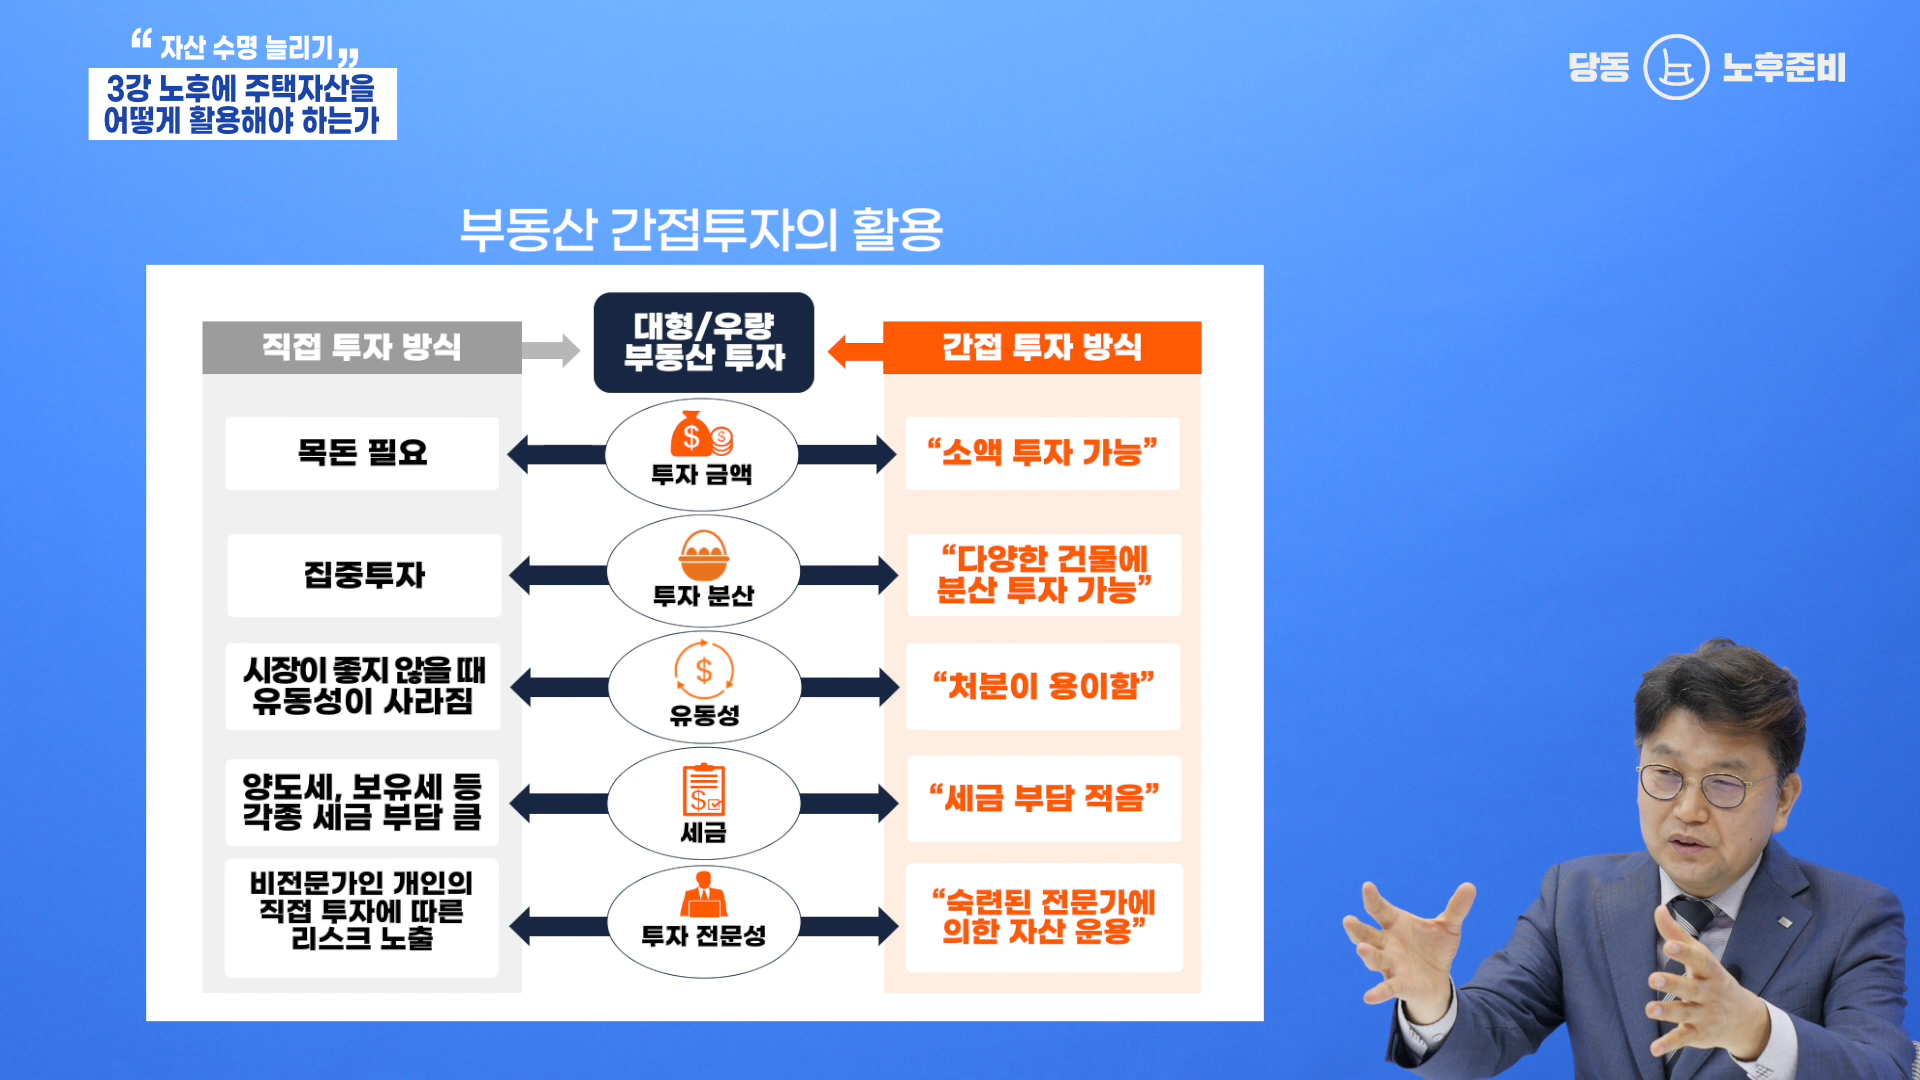 “ 자산 수명 늘리기 „
3강 노후에 주택자산을
어떻게 활용해야 하는가
당동 노후준비
부동산 간접투자의 활용
직접 투자 방식
대형/우량
부동산 투자
간접 투자 방식
목돈 필요
$ $
투자 금액
“소액 투자 가능”
집중투자
투자 분산
“다양한 건물에
분산 투자 가능”
시장이 좋지 않을 때
유동성이 사라짐
$
유동성
“처분이 용이함”
양도세, 보유세 등
각종 세금 부담 큼
$
세금
“세금 부담 적음”
비전문가인 개인의
직접 투자에 따른
리스크 노출
투자 전문성
“숙련된 전문가에
의한 자산 운용”